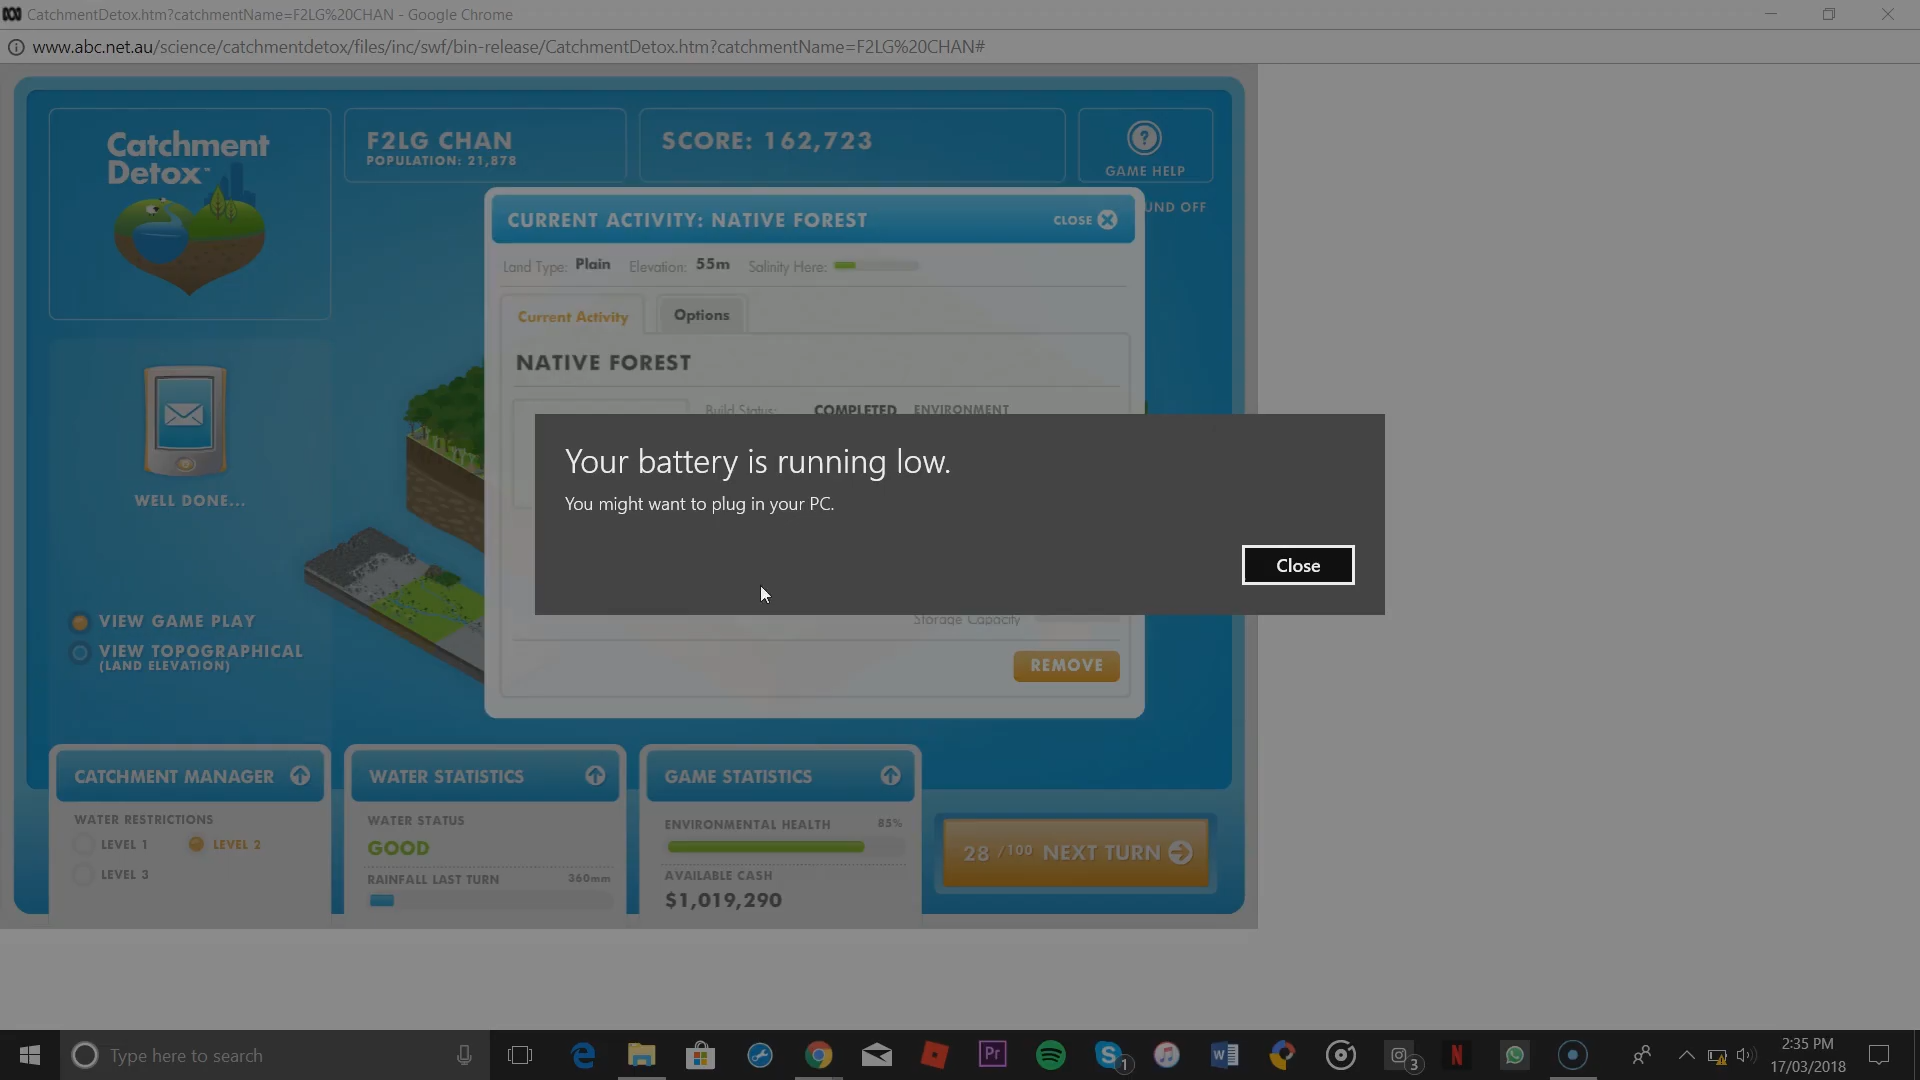 CatchmentDetox.htm?catchmentName=F2LG%20CHAN - Google Chrome
www.abc.net.au/science/catchmentdetox/files/inc/swf/bin-release/CatchmentDetox.htm?catchmentName=F2LG%20CHAN#
Catchment
Detox™
F2LG CHAN
POPULATION: 21,878
SCORE: 162,723
?
GAME HELP
UND OFF
CURRENT ACTIVITY: NATIVE FOREST
CLOSE
Land Type: Plain Elevation: 55m Salinity Here:
Current Activity
Options
NATIVE FOREST
Build Status: COMPLETED ENVIRONMENT
Your battery is running low.
You might want to plug in your PC.
Close
Storage Capacity
REMOVE
WELL DONE...
VIEW GAME PLAY
VIEW TOPOGRAPHICAL
(LAND ELEVATION)
CATCHMENT MANAGER
WATER RESTRICTIONS
LEVEL 1
LEVEL 2
LEVEL 3
WATER STATISTICS
WATER STATUS
GOOD
RAINFALL LAST TURN 360mm
GAME STATISTICS
ENVIRONMENTAL HEALTH 85%
AVAILABLE CASH
$1,019,290
28 /100 NEXT TURN
Type here to search
Pr
S
1
W
3
N
2:35 PM
17/03/2018